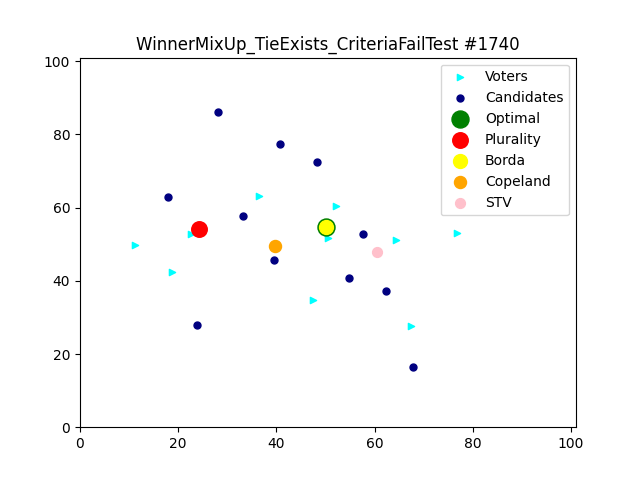 WinnerMixUp_TieExists_CriteriaFailTest #1740
100
80
60
40
20
0
0 20 40 60 80 100
Voters
Candidates
Optimal
Plurality
Borda
Copeland
STV